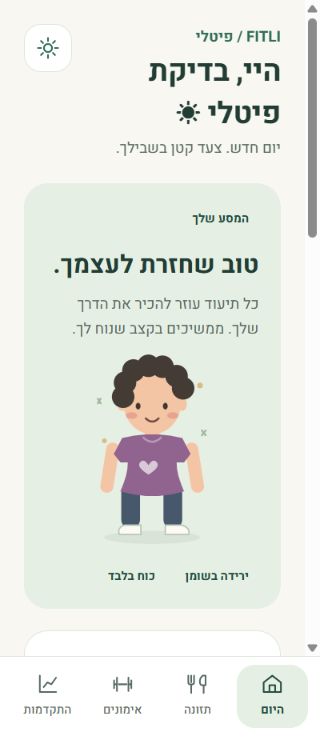 FITLI / פיטלי
היי, בדיקת
פיטלי ☀
יום חדש. צעד קטן בשבילך.
המסע שלך
טוב שחזרת לעצמך.
כל תיעוד עוזר להכיר את הדרך
שלך. ממשיכים בקצב שנוח לך.
ירידה בשומן
כוח בלבד
היום
תזונה
אימונים
התקדמות